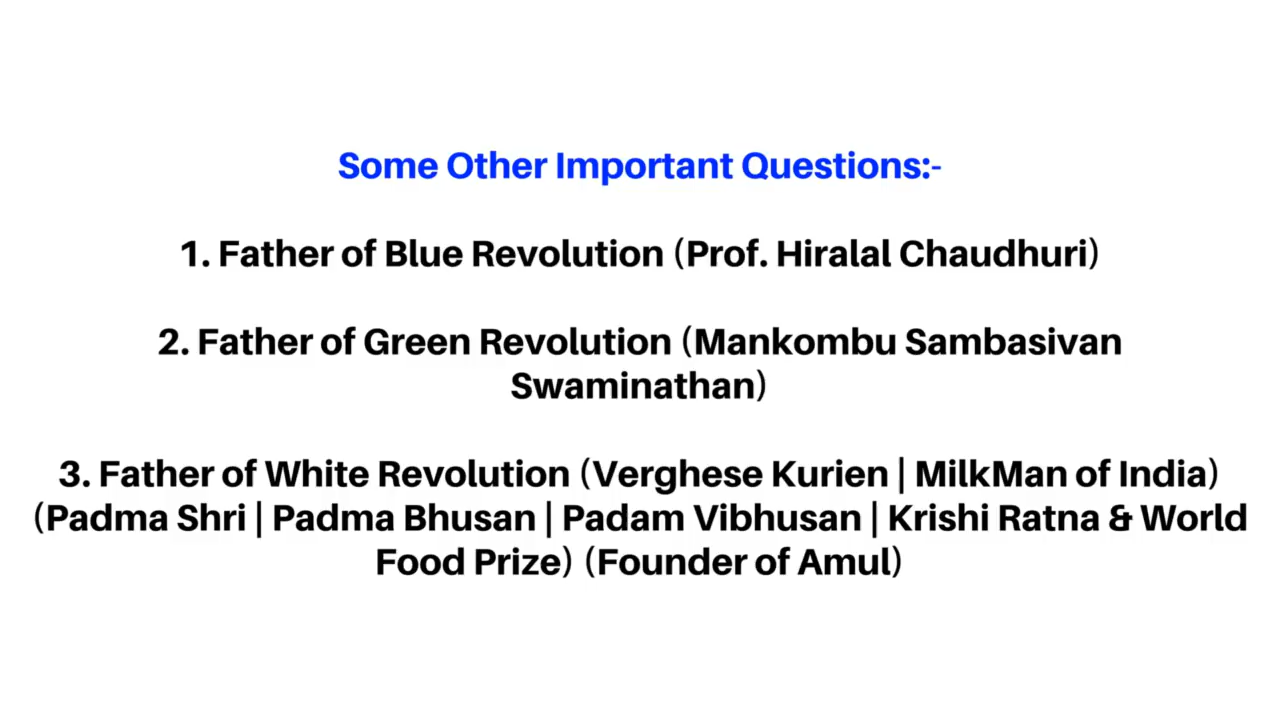 Some Other Important Questions:-
1. Father of Blue Revolution (Prof. Hiralal Chaudhuri)
2. Father of Green Revolution (Mankombu Sambasivan
Swaminathan)
3. Father of White Revolution (Verghese Kurien | MilkMan of India)
(Padma Shri | Padma Bhusan | Padam Vibhusan | Krishi Ratna & World
Food Prize) (Founder of Amul)